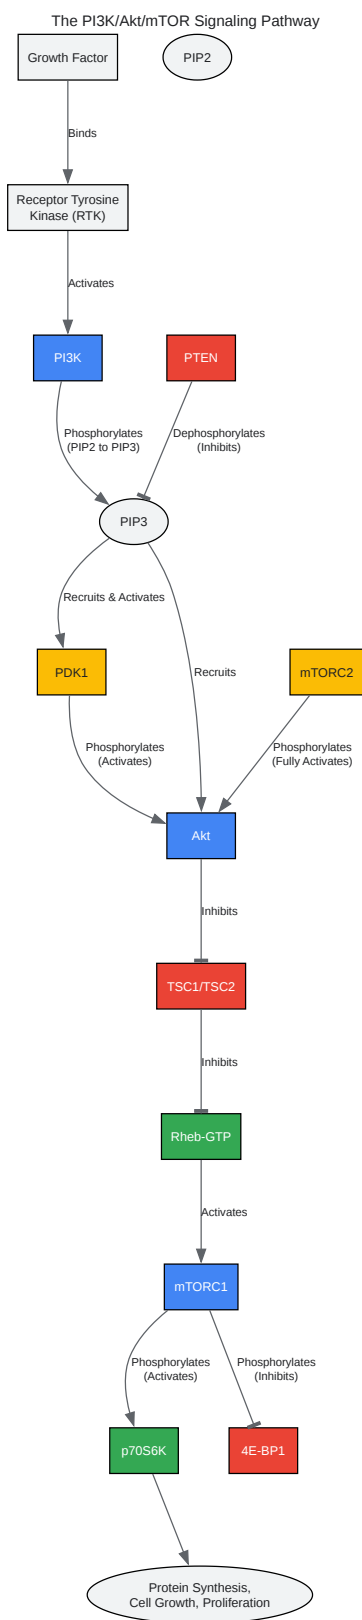 The PI3K/Akt/mTOR Signaling Pathway
Growth Factor
PIP2
Binds
Receptor Tyrosine
Kinase (RTK)
Activates
PI3K
PTEN
Phosphorylates
(PIP2 to PIP3)
Dephosphorylates
(Inhibits)
PIP3
Recruits & Activates
Recruits
PDK1
mTORC2
Phosphorylates
(Activates)
Phosphorylates
(Fully Activates)
Akt
Inhibits
TSC1/TSC2
Inhibits
Rheb-GTP
Activates
mTORC1
Phosphorylates
(Activates)
Phosphorylates
(Inhibits)
p70S6K
4E-BP1
Protein Synthesis,
Cell Growth, Proliferation